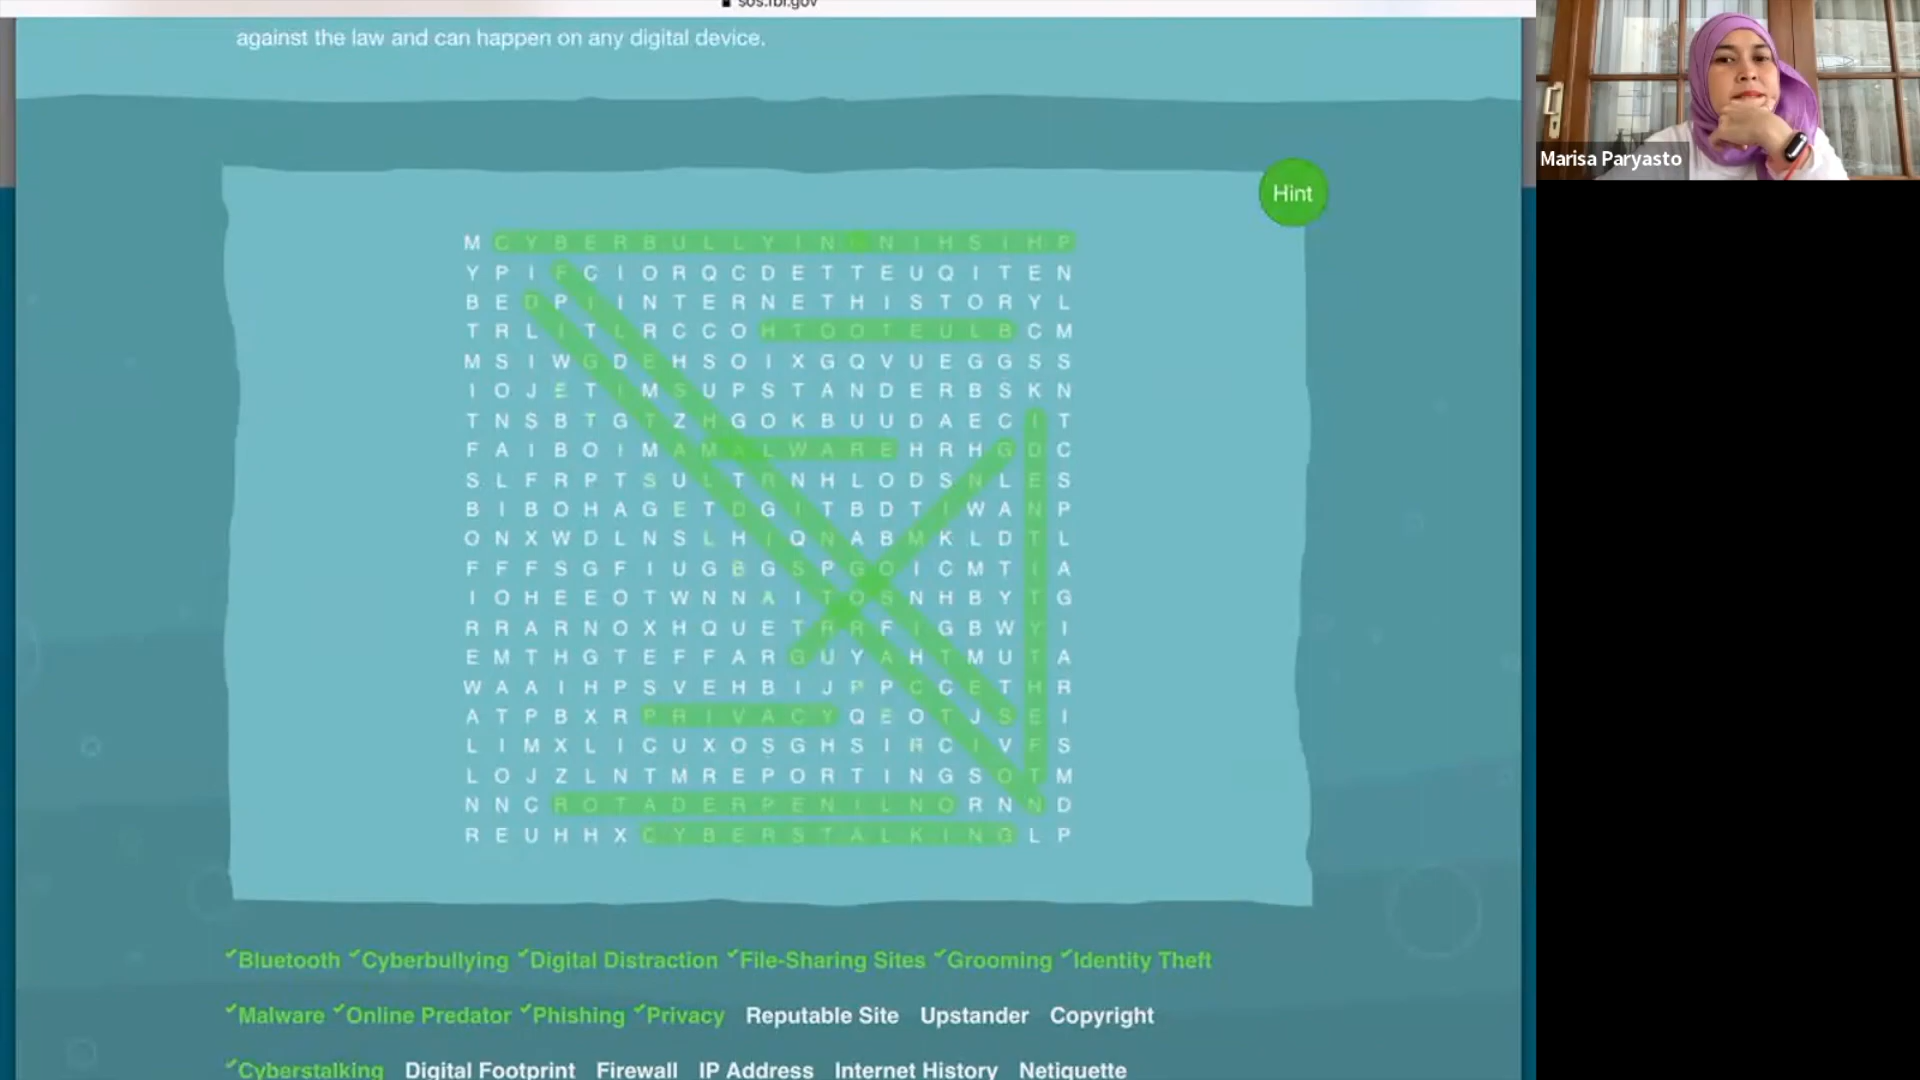 sos.fbi.gov
against the law and can happen on any digital device.
Marisa Paryasto
Hint
M C Y B E R B U L L Y I N G N I H S I H P
Y P I F C I O R Q C D E T T E U Q I T E N
B E D P I I N T E R N E T H I S T O R Y L
T R L I T L R C C O H T O O T E U L B C M
M S I W G D E H S O I X G Q V U E G G S S
I O J E T I M S U P S T A N D E R B S K N
T N S B T G T Z H G O K B U U D A E C I T
F A I B O I M A M A L W A R E H R H G D C
S L F R P T S U L T R N H L O D S N L E S
B I B O H A G E T D G I T B D T I W A N P
O N X W D L N S L H I Q N A B M K L D T L
F F F S G F I U G B G S P G O I C M T I A
I O H E E O T W N N A I T O S N H B Y T G
R R A R N O X H Q U E T R R F I G B W Y I
E M T H G T E F F A R G U Y A H T M U T A
W A A I H P S V E H B I J P P C C E T H R
A T P B X R P R I V A C Y Q E O T J S E I
L I M X L I C U X O S G H S I R C I V F S
L O J Z L N T M R E P O R T I N G S O T M
N N C R O T A D E R P E N I L N O R N N D
R E U H H X C Y B E R S T A L K I N G L P
Bluetooth Cyberbullying Digital Distraction File-Sharing Sites Grooming Identity Theft
Malware Online Predator Phishing Privacy Reputable Site Upstander Copyright
Cyberstalking Digital Footprint Firewall IP Address Internet History Netiquette